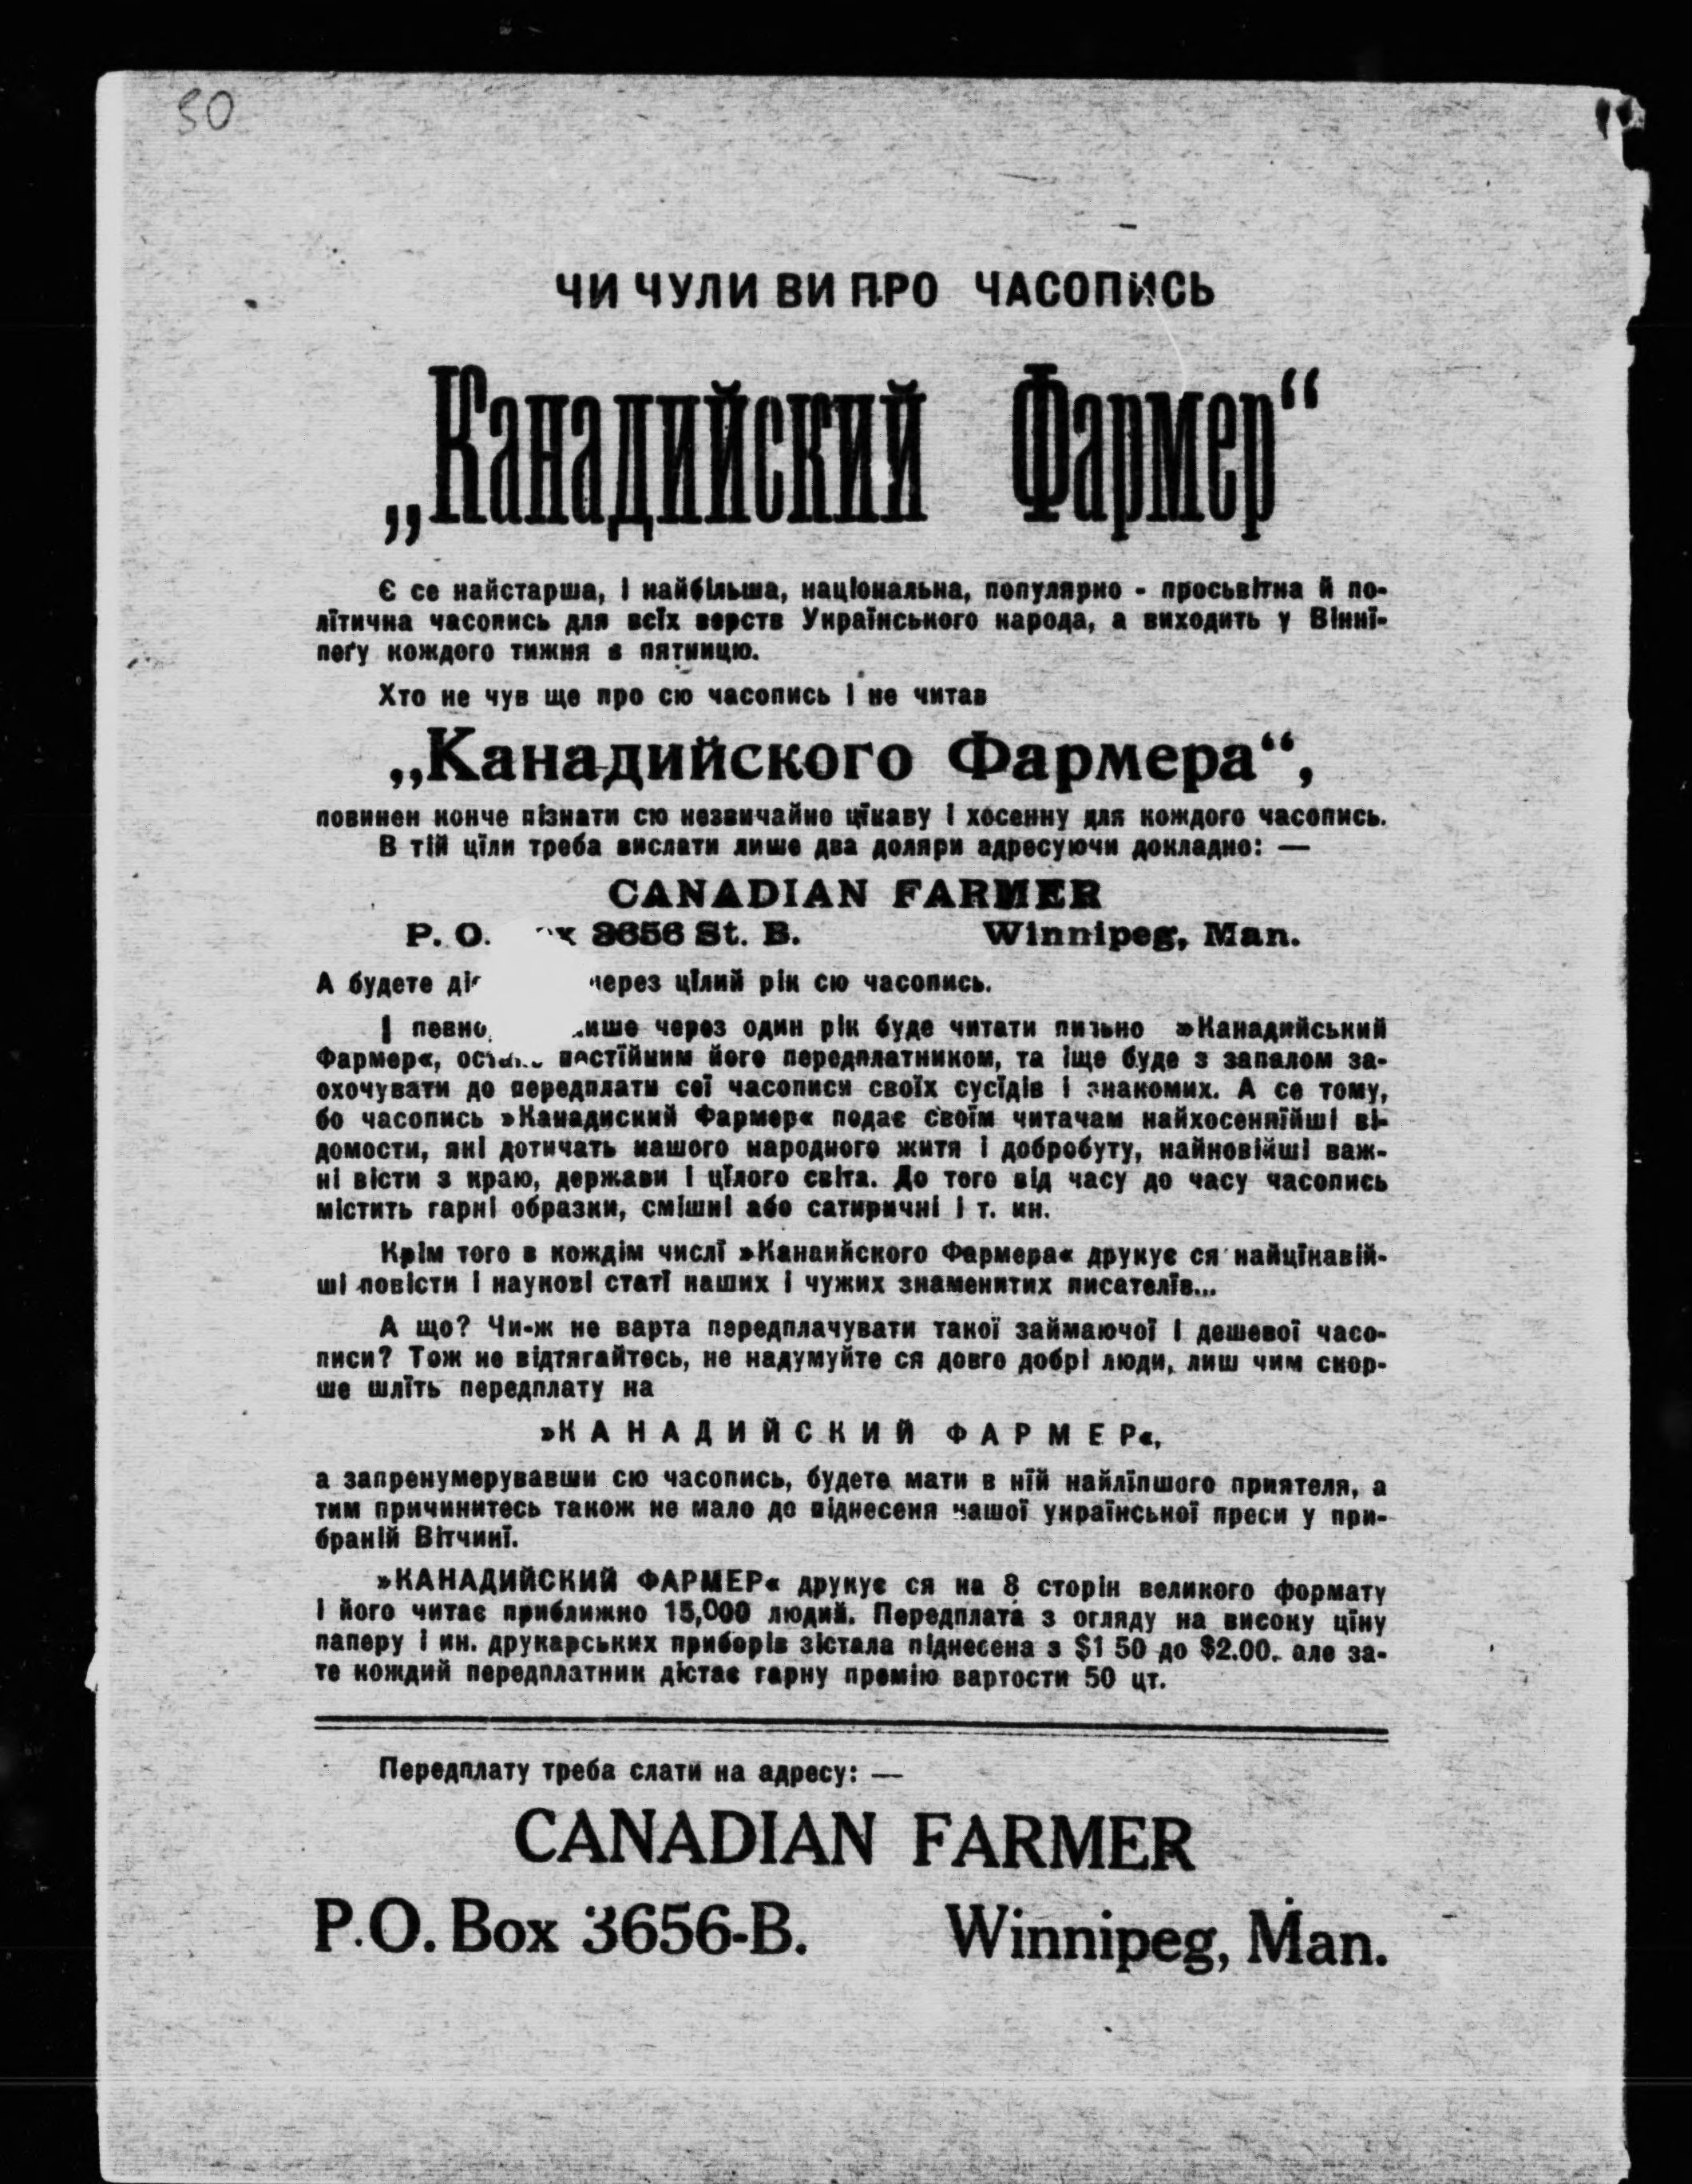 50
ЧИ ЧУЛИ ВИ ПРО ЧАСОПИСЬ
„Канадийский Фармер“
Є се найстарша, і найбільша, національна, популярно - просьвітна й по-
лїтична часопись для всїх верств Українського народа, а виходить у Вінні-
пеґу кождого тижня в пятницю.
Хто не чув ще про сю часопись і не читав
„Канадийского Фармера“,
повинен конче пізнати сю незвичайно цїкаву і хосенну для кождого часопись.
В тій цїли треба вислати лише два доляри адресуючи докладно: —
CANADIAN FARMER
P. O. 3656 St. B. Winnipeg, Man.
А будете через цїлий рік сю часопись.
І певно через один рік буде читати пильно »Канадийський
Фармер«, постїйним його передплатником, та їще буде з запалом за-
охочувати до передплати сеї часописи своїх сусїдів і знакомих. А се тому,
бо часопись »Канадиский Фармер« подає своїм читачам найхосеннїйші ві-
домости, які дотичать нашого народного житя і добробуту, найновійші важ-
ні вісти з краю, держави і цїлого світа. До того від часу до часу часопись
містить гарні образки, смішні або сатиричні і т. ин.
Крім того в кождім числї »Канаийского Фармера« друкує ся найцїкавій-
ші повісти і наукові статї наших і чужих знаменитих писателїв...
А що? Чи-ж не варта передплачувати такої займаючої і дешевої часо-
писи? Тож не відтягайтесь, не надумуйте ся довго добрі люди, лиш чим скор-
ше шлїть передплату на
»КАНАДИЙСКИЙ ФАРМЕР«,
а запренумерувавши сю часопись, будете мати в нїй найлїпшого приятеля, а
тим причинитесь також не мало до піднесеня нашої української преси у при-
браній Вітчинї.
»КАНАДИЙСКИЙ ФАРМЕР« друкує ся на 8 сторін великого формату
і його читає приближно 15,000 людий. Передплата з огляду на високу цїну
паперу і ин. друкарських приборів зістала піднесена з $1 50 до $2.00. але за-
те кождий передплатник дістає гарну премію вартости 50 цт.
Передплату треба слати на адресу: —
CANADIAN FARMER
P.O. Box 3656-B. Winnipeg, Man.